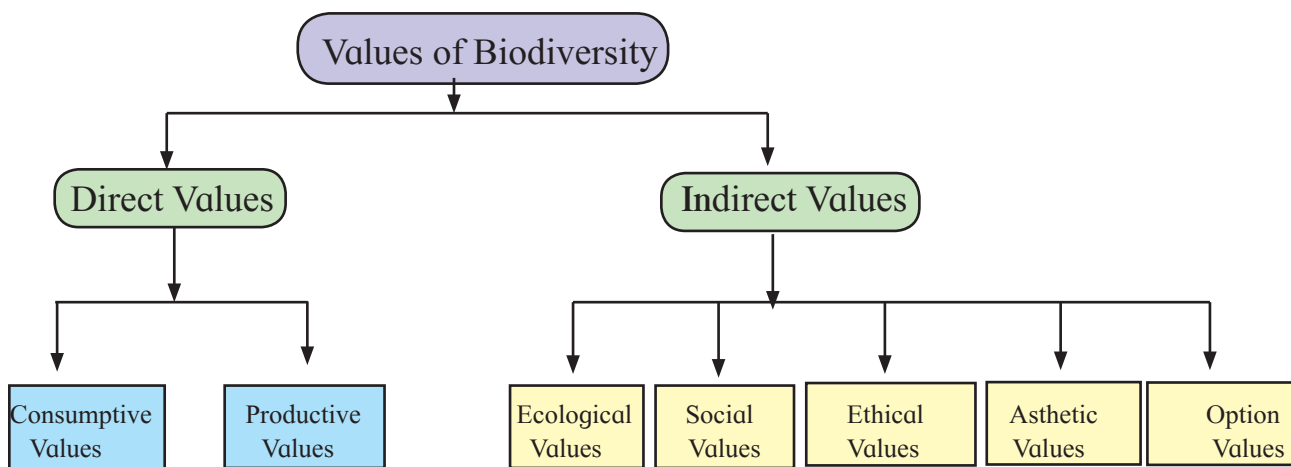 Values of Biodiversity
Direct Values
Indirect Values
Consumptive
Values
Productive
Values
Ecological
Values
Social
Values
Ethical
Values
Asthetic
Values
Option
Values